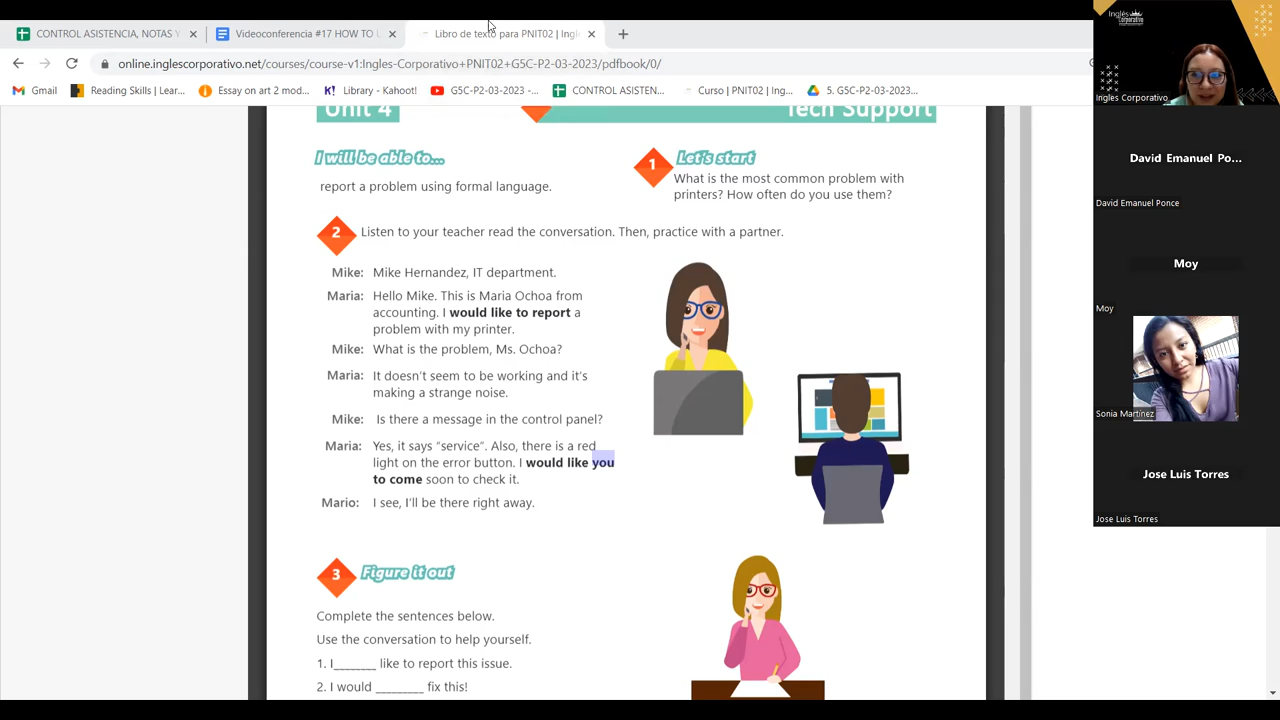 CONTROL ASISTENCIA, NOTAS Y
Videoconferencia #17 HOW TO U
Libro de texto para PNIT02 | Ingl
online.inglescorporativo.net/courses/course-v1:Ingles-Corporativo+PNIT02+G5C-P2-03-2023/pdfbook/0/
Gmail
Reading Skills | Lear...
Essay on art 2 mod...
Library - Kahoot!
G5C-P2-03-2023 -...
CONTROL ASISTEN...
Curso | PNIT02 | Ing...
5. G5C-P2-03-2023...
Unit 4
Tech Support
I will be able to...
report a problem using formal language.
1 Let's start
What is the most common problem with
printers? How often do you use them?
2 Listen to your teacher read the conversation. Then, practice with a partner.
Mike: Mike Hernandez, IT department.
Maria: Hello Mike. This is Maria Ochoa from
accounting. I would like to report a
problem with my printer.
Mike: What is the problem, Ms. Ochoa?
Maria: It doesn't seem to be working and it's
making a strange noise.
Mike: Is there a message in the control panel?
Maria: Yes, it says “service”. Also, there is a red
light on the error button. I would like you
to come soon to check it.
Mario: I see, I'll be there right away.
3 Figure it out
Complete the sentences below.
Use the conversation to help yourself.
1. I________ like to report this issue.
2. I would _________ fix this!
Inglés
Corporativo
Ingles Corporativo
David Emanuel Po...
David Emanuel Ponce
Moy
Moy
Sonia Martínez
Jose Luis Torres
Jose Luis Torres